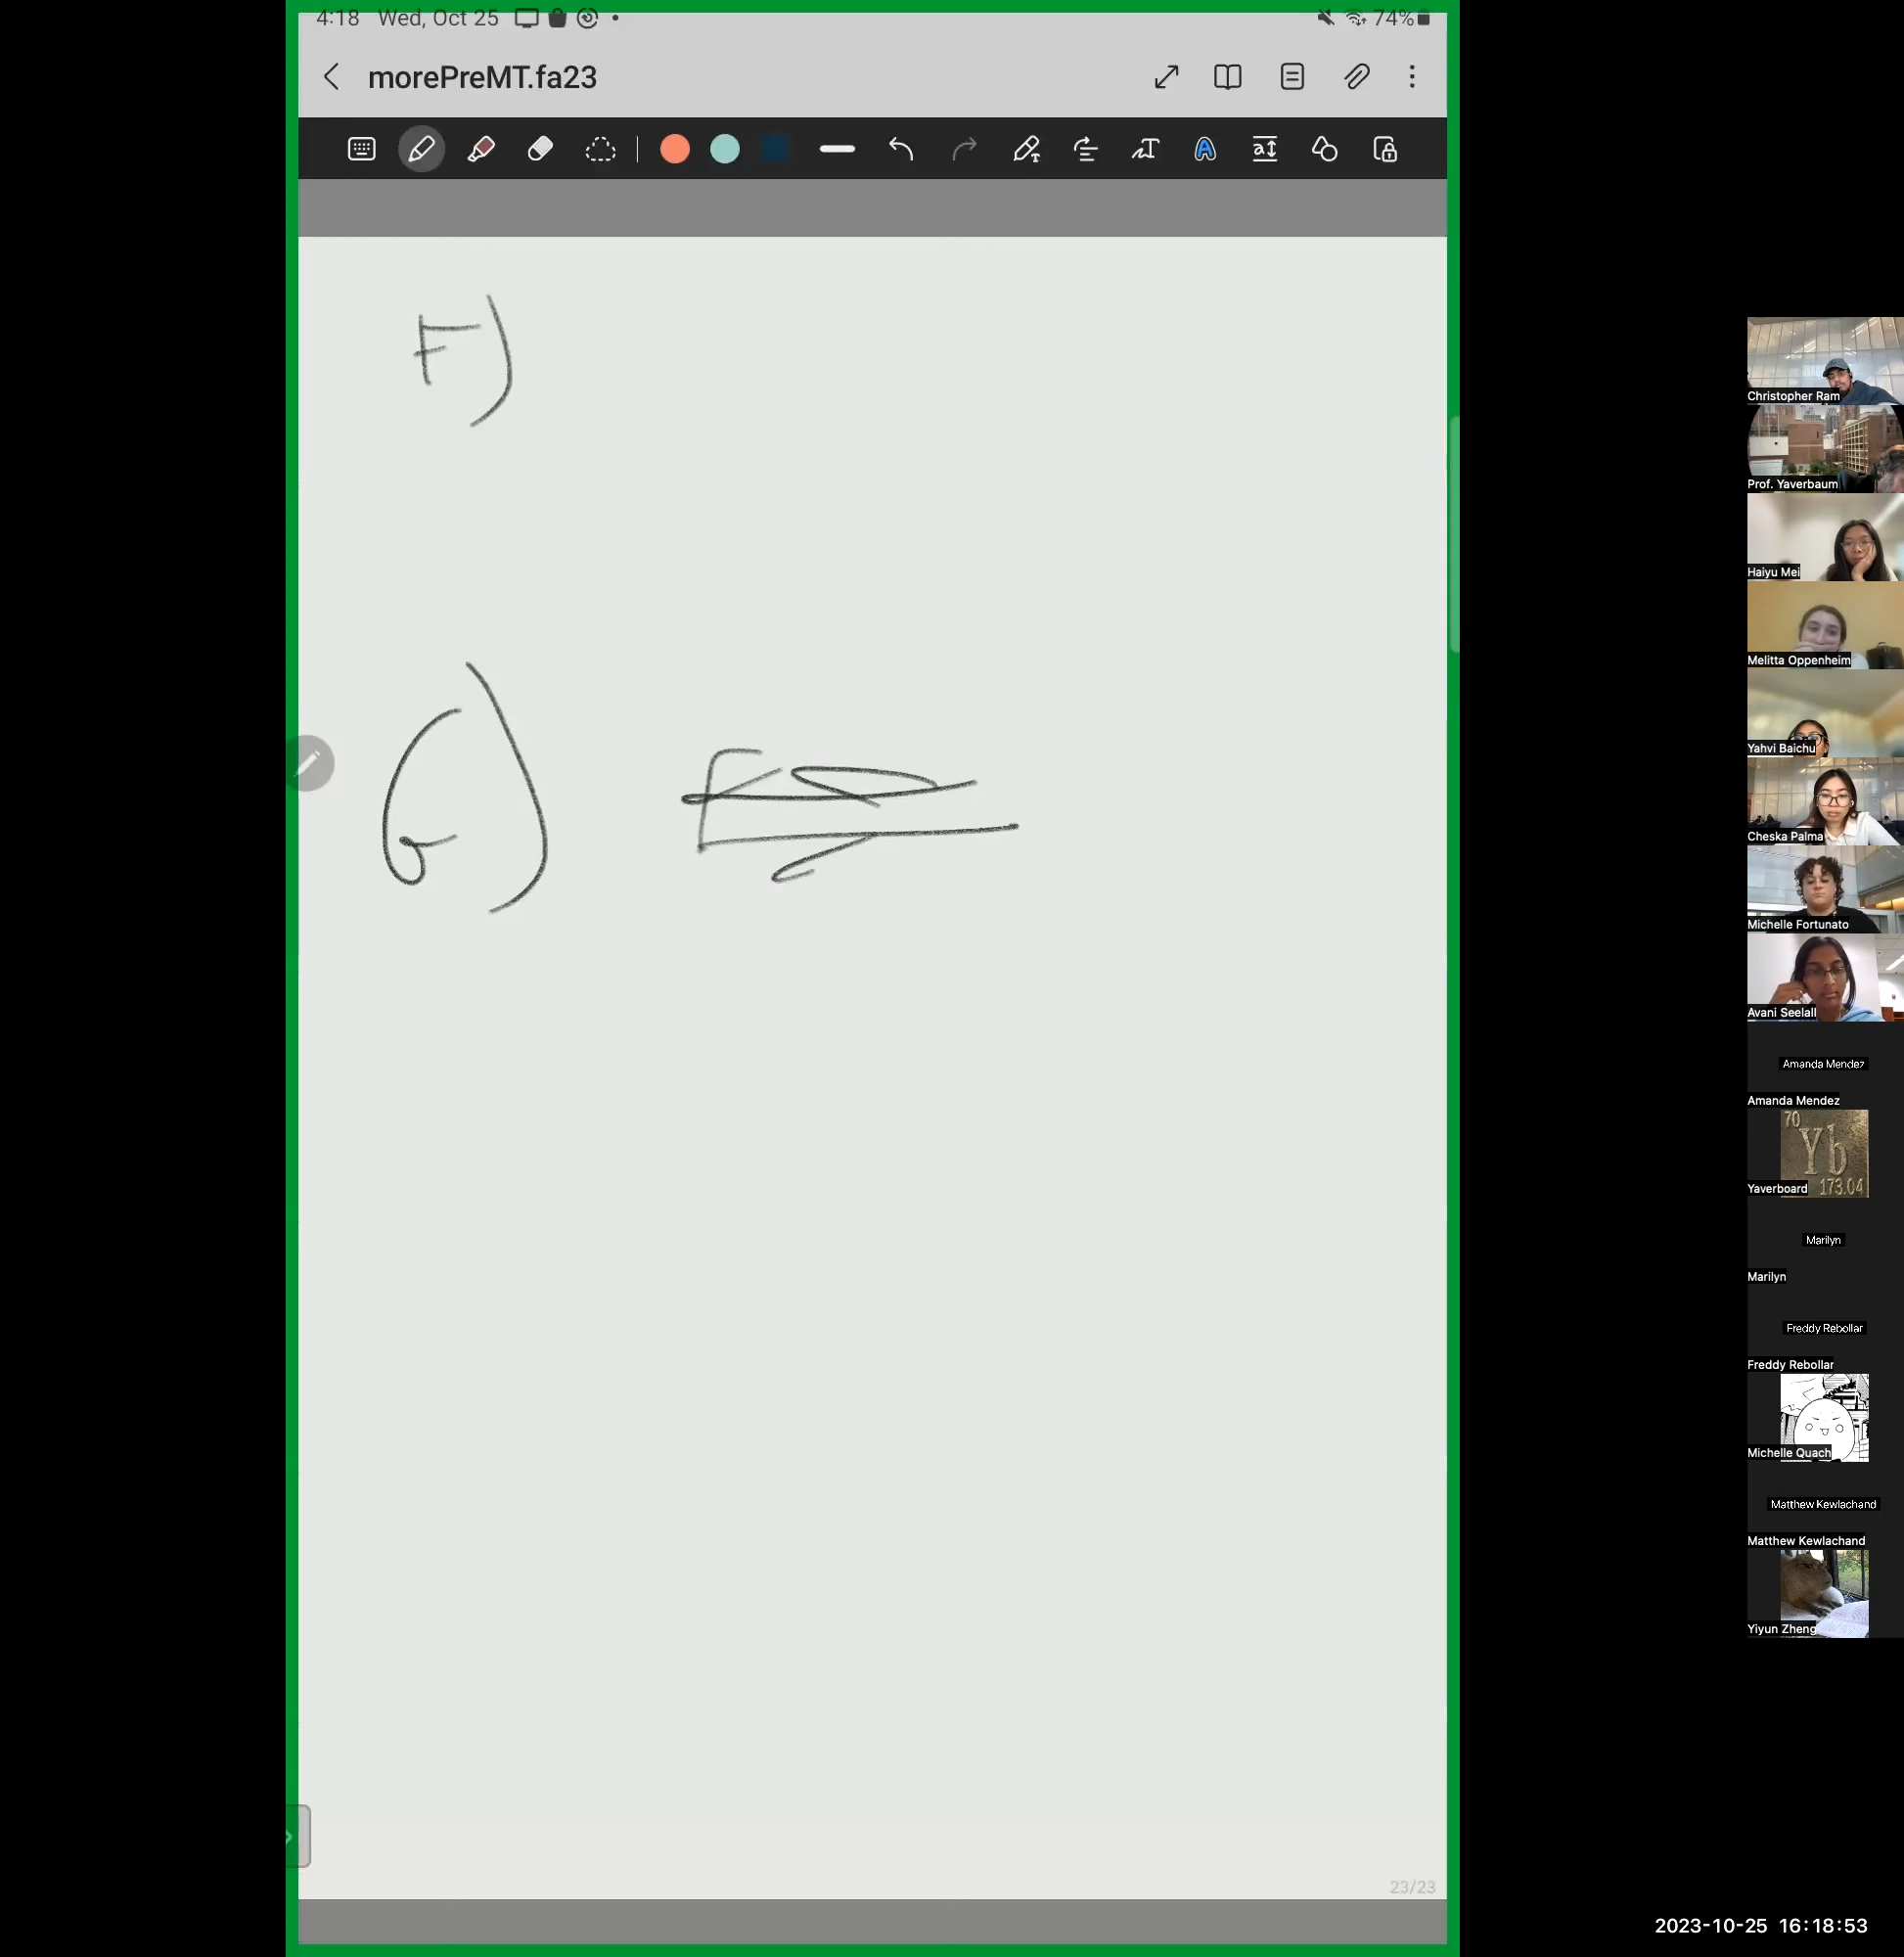 4:18 Wed, Oct 25 74%
morePreMT.fa23
F)
G)
23/23
Christopher Ram
Prof. Yaverbaum
Haiyu Mei
Melitta Oppenheim
Yahvi Baichu
Cheska Palma
Michelle Fortunato
Avani Seelall
Amanda Mendez
Amanda Mendez
70
Yb
173.04
Yaverboard
Marilyn
Marilyn
Freddy Rebollar
Freddy Rebollar
Michelle Quach
Matthew Kewlachand
Matthew Kewlachand
Yiyun Zheng
2023-10-25 16:18:53